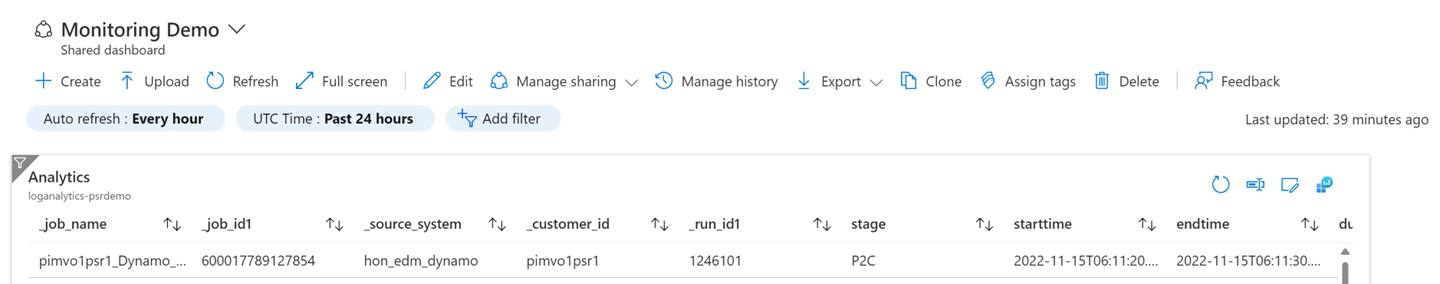 Monitoring Demo
Shared dashboard
Create Upload Refresh Full screen Edit Manage sharing Manage history Export Clone Assign tags Delete Feedback
Auto refresh : Every hour UTC Time : Past 24 hours Add filter Last updated: 39 minutes ago
Analytics
loganalytics-psrdemo
_job_name _job_id1 _source_system _customer_id _run_id1 stage starttime endtime du
pimvo1psr1_Dynamo_... 600017789127854 hon_edm_dynamo pimvo1psr1 1246101 P2C 2022-11-15T06:11:20.... 2022-11-15T06:11:30....